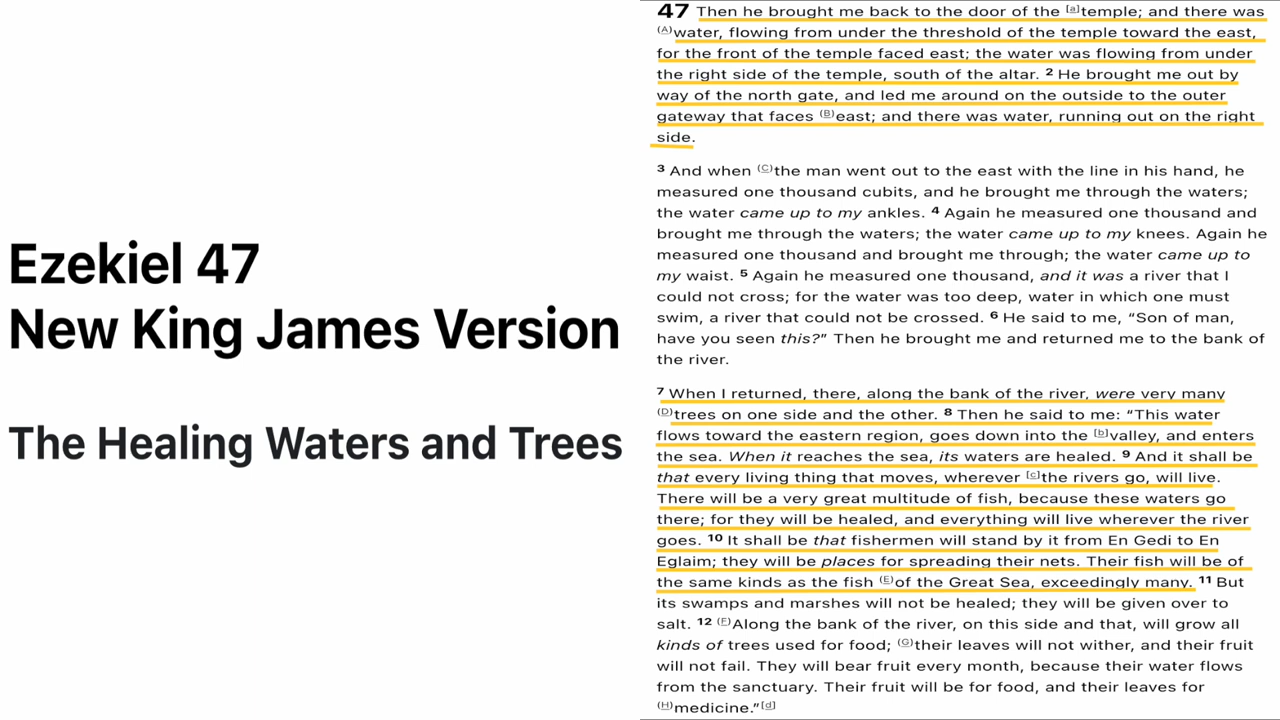 Ezekiel 47
New King James Version
The Healing Waters and Trees
47 Then he brought me back to the door of the [a]temple; and there was
(A)water, flowing from under the threshold of the temple toward the east,
for the front of the temple faced east; the water was flowing from under
the right side of the temple, south of the altar. 2 He brought me out by
way of the north gate, and led me around on the outside to the outer
gateway that faces (B)east; and there was water, running out on the right
side.
3 And when (C)the man went out to the east with the line in his hand, he
measured one thousand cubits, and he brought me through the waters;
the water came up to my ankles. 4 Again he measured one thousand and
brought me through the waters; the water came up to my knees. Again he
measured one thousand and brought me through; the water came up to
my waist. 5 Again he measured one thousand, and it was a river that I
could not cross; for the water was too deep, water in which one must
swim, a river that could not be crossed. 6 He said to me, “Son of man,
have you seen this?” Then he brought me and returned me to the bank of
the river.
7 When I returned, there, along the bank of the river, were very many
(D)trees on one side and the other. 8 Then he said to me: “This water
flows toward the eastern region, goes down into the [b]valley, and enters
the sea. When it reaches the sea, its waters are healed. 9 And it shall be
that every living thing that moves, wherever [c]the rivers go, will live.
There will be a very great multitude of fish, because these waters go
there; for they will be healed, and everything will live wherever the river
goes. 10 It shall be that fishermen will stand by it from En Gedi to En
Eglaim; they will be places for spreading their nets. Their fish will be of
the same kinds as the fish (E)of the Great Sea, exceedingly many. 11 But
its swamps and marshes will not be healed; they will be given over to
salt. 12 (F)Along the bank of the river, on this side and that, will grow all
kinds of trees used for food; (G)their leaves will not wither, and their fruit
will not fail. They will bear fruit every month, because their water flows
from the sanctuary. Their fruit will be for food, and their leaves for
(H)medicine.”[d]